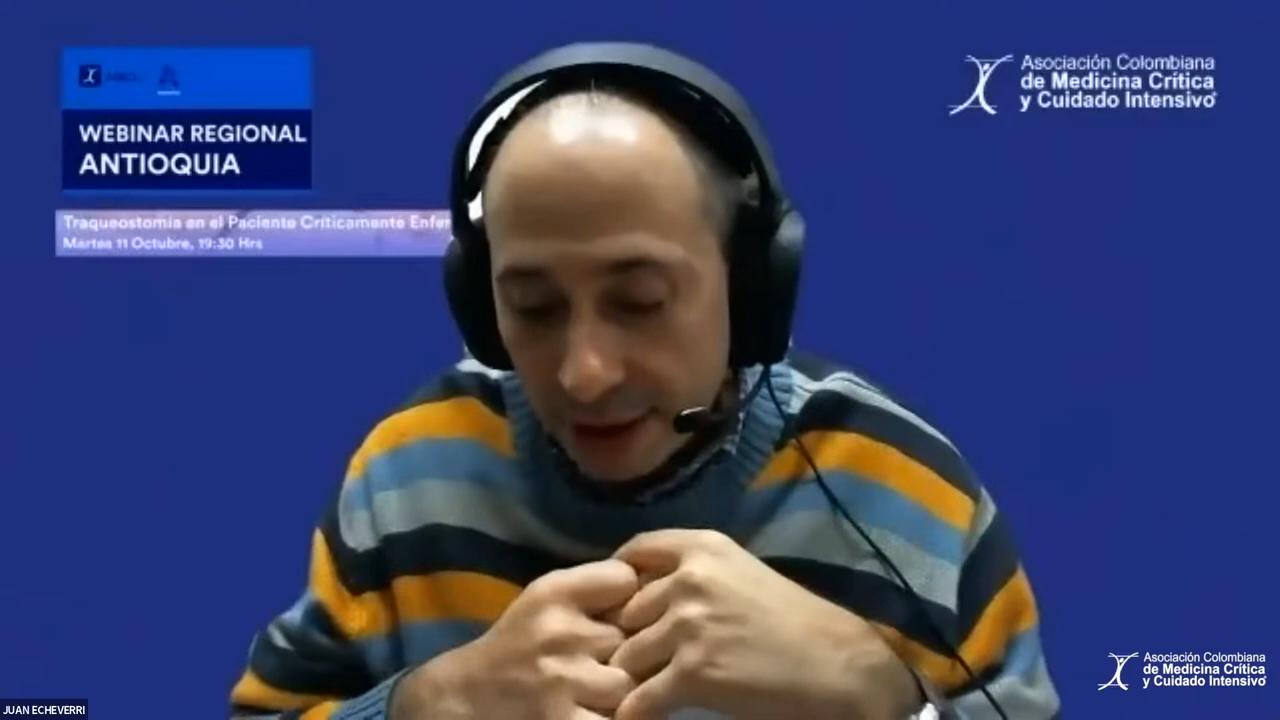 WEBINAR REGIONAL
ANTIOQUIA
Traqueostomía en el Paciente Críticamente
Martes 11 Octubre, 19:30 Hrs
Asociación Colombiana
de Medicina Crítica
y Cuidado Intensivo
Asociación Colombiana
de Medicina Crítica
y Cuidado Intensivo
JUAN ECHEVERRI